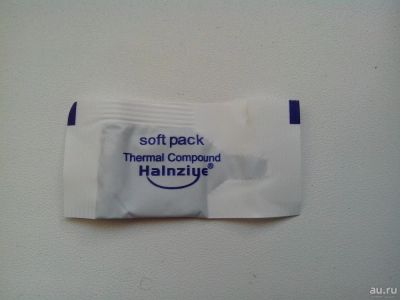 soft pack
Thermal Compound
Halnziye®
au.ru